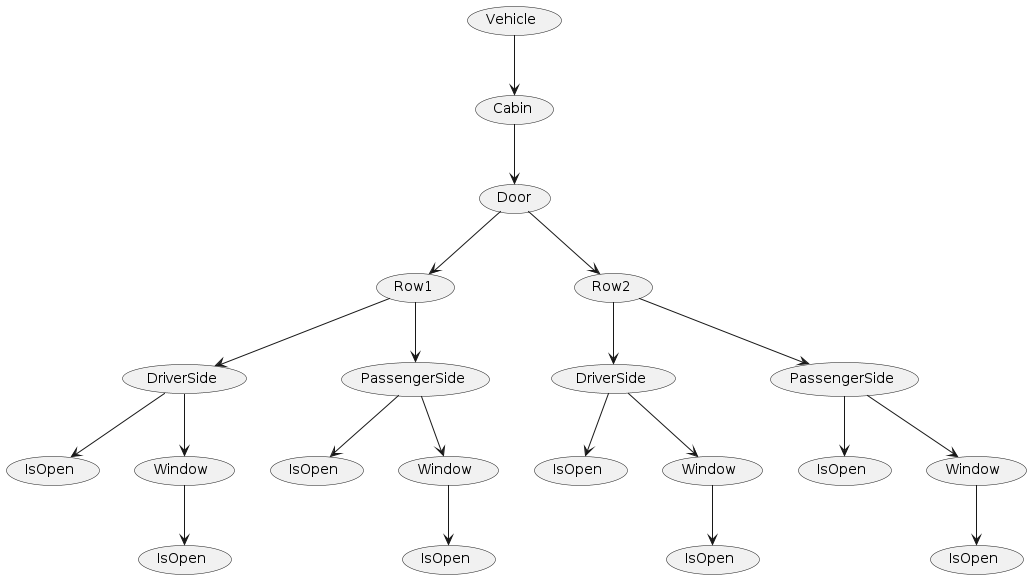 Vehicle
Cabin
Door
Row1
Row2
DriverSide
PassengerSide
DriverSide
PassengerSide
IsOpen
Window
IsOpen
Window
IsOpen
Window
IsOpen
Window
IsOpen
IsOpen
IsOpen
IsOpen